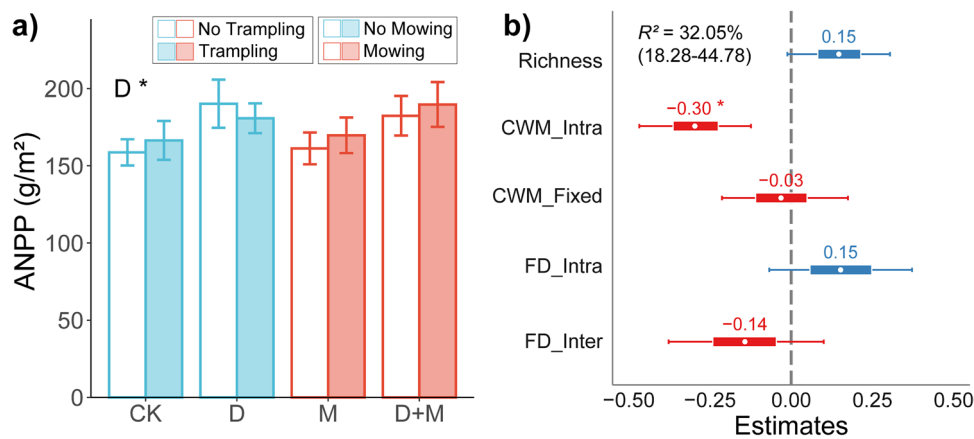 a)
No Trampling
Trampling
No Mowing
Mowing
D *
ANPP (g/m²)
200
150
100
50
0
CK D M D+M
b)
R² = 32.05%
(18.28-44.78)
Richness
CWM_Intra
CWM_Fixed
FD_Intra
FD_Inter
0.15
−0.30 *
−0.03
0.15
−0.14
−0.50 −0.25 0.00 0.25 0.50
Estimates